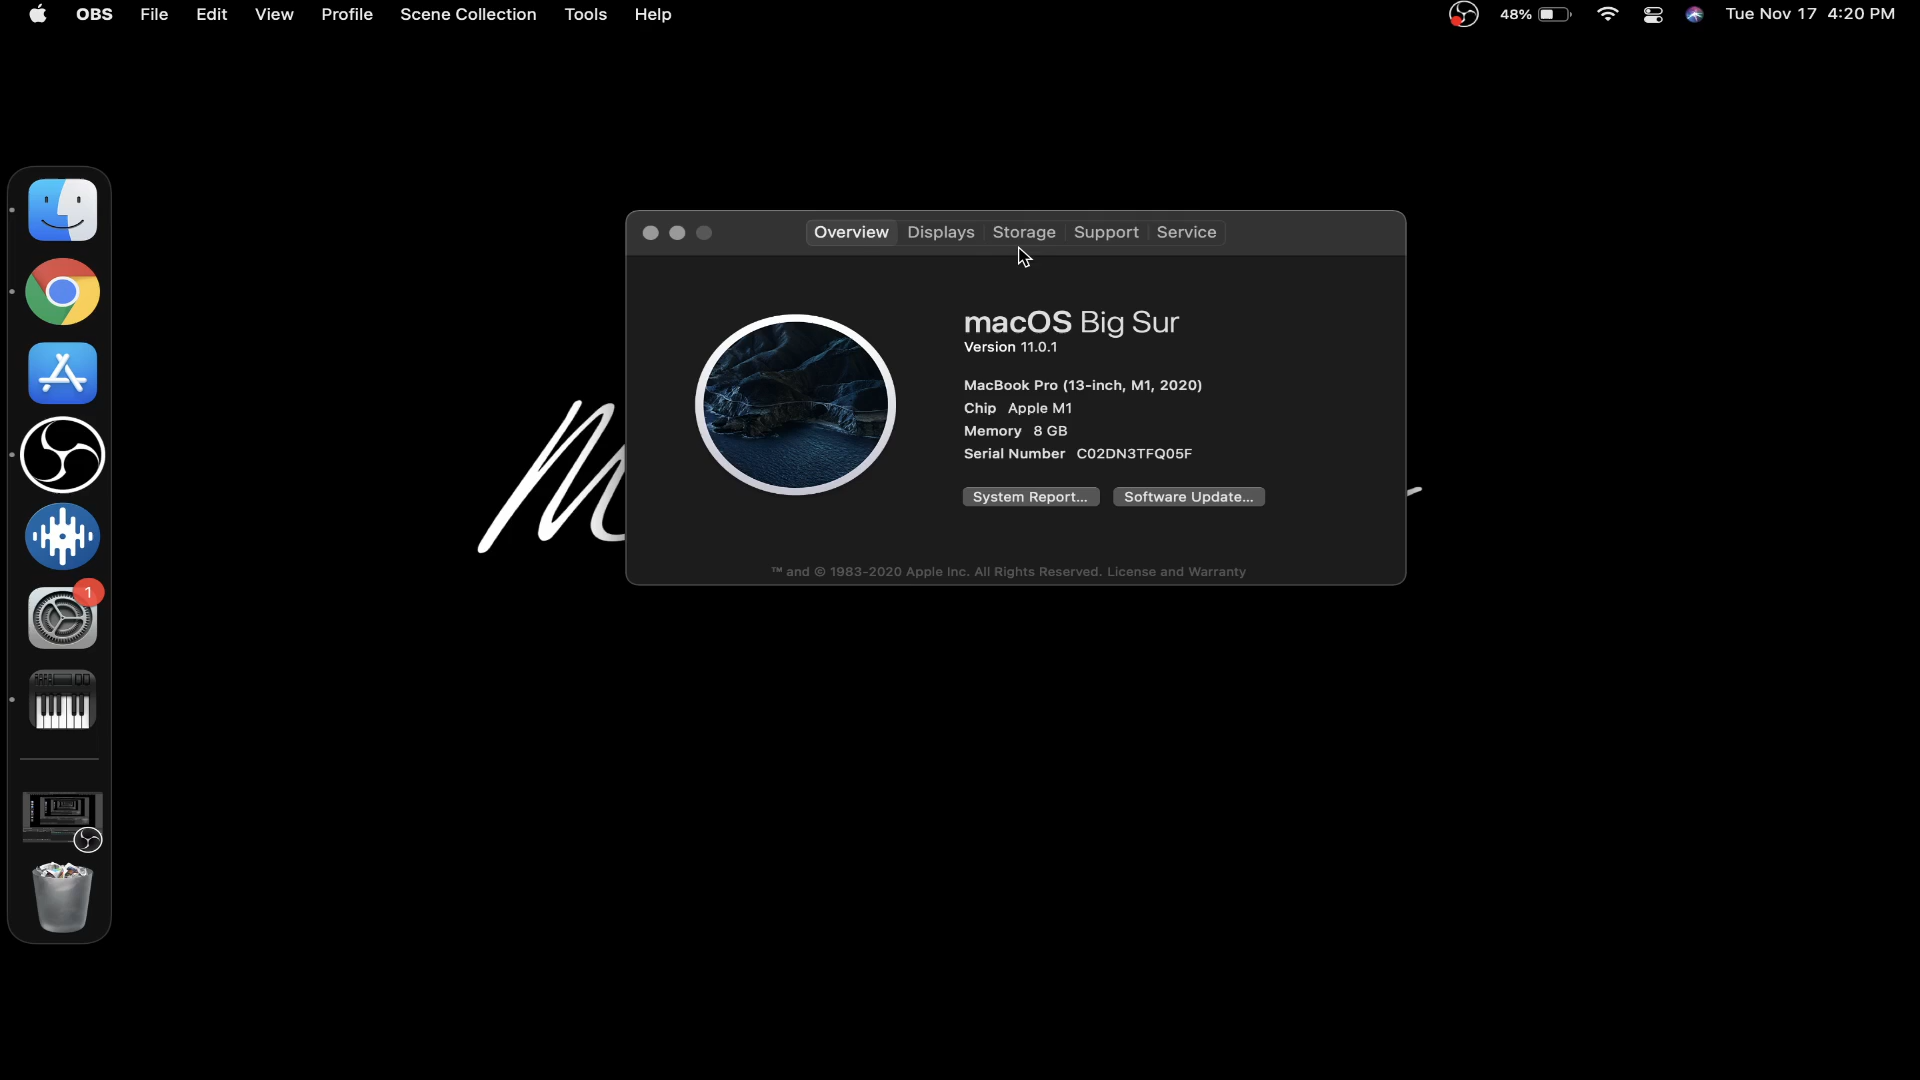 OBS File Edit View Profile Scene Collection Tools Help 48% Tue Nov 17 4:20 PM
Overview Displays Storage Support Service
macOS Big Sur
Version 11.0.1
MacBook Pro (13-inch, M1, 2020)
Chip Apple M1
Memory 8 GB
Serial Number C02DN3TFQ05F
System Report... Software Update...
™ and © 1983-2020 Apple Inc. All Rights Reserved. License and Warranty
1